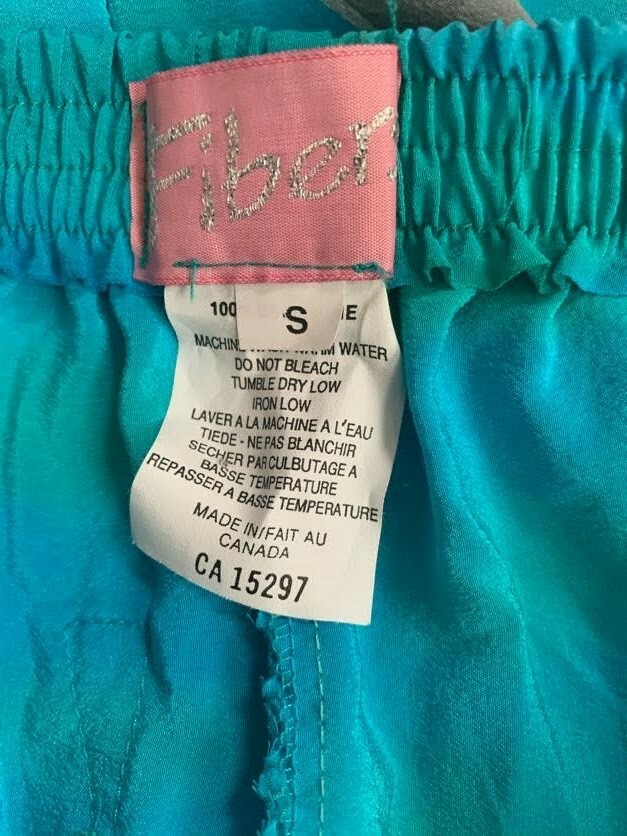 Fiber
100 S IE
WATER
DO NOT BLEACH
TUMBLE DRY LOW
IRON LOW
LAVER A LA MACHINE A L'EAU
TIEDE - NE PAS BLANCHIR
SECHER PAR CULBUTAGE A
BASSE TEMPERATURE
REPASSER A BASSE TEMPERATURE
MADE IN/FAIT AU
CANADA
CA 15297